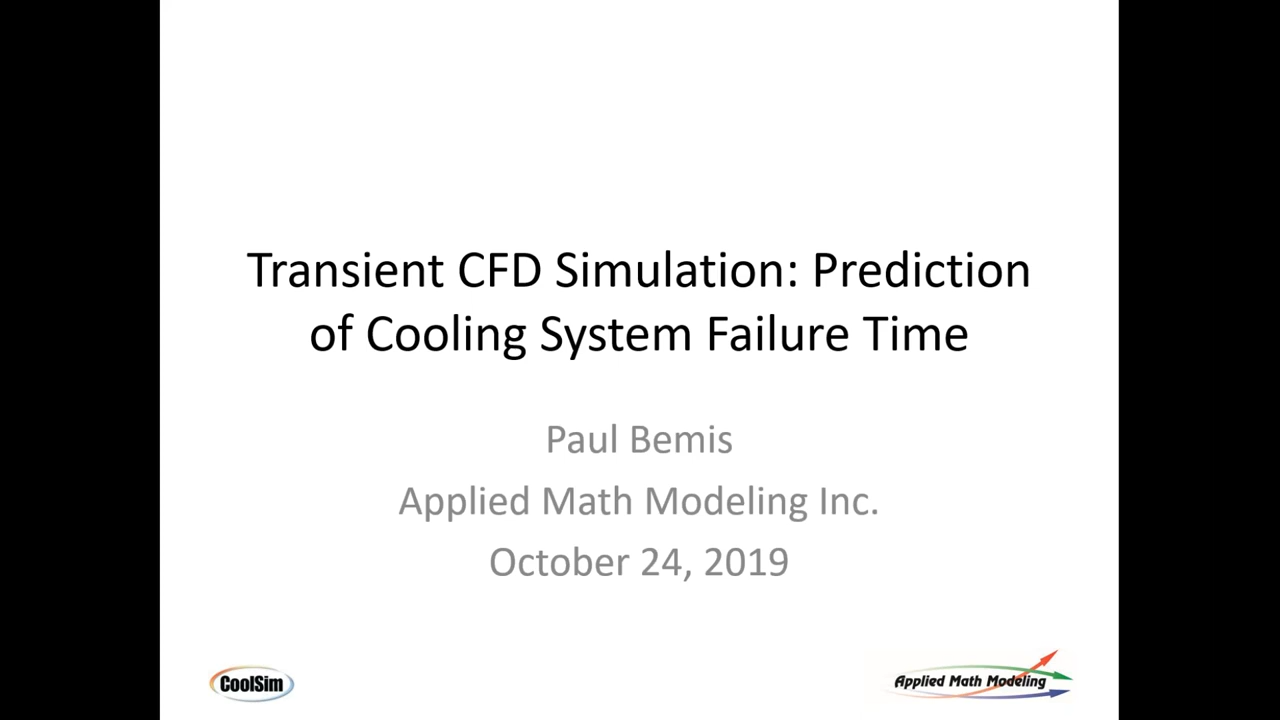 Transient CFD Simulation: Prediction
of Cooling System Failure Time
Paul Bemis
Applied Math Modeling Inc.
October 24, 2019
CoolSim
Applied Math Modeling